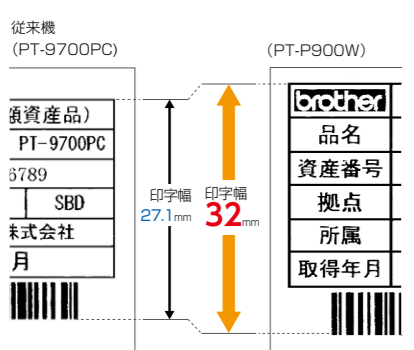 従来機
(PT-9700PC)
額資産品)
PT-9700PC
6789
SBD
株式会社
月
印字幅
27.1mm
印字幅
32mm
(PT-P900W)
brother
品名
資産番号
拠点
所属
取得年月